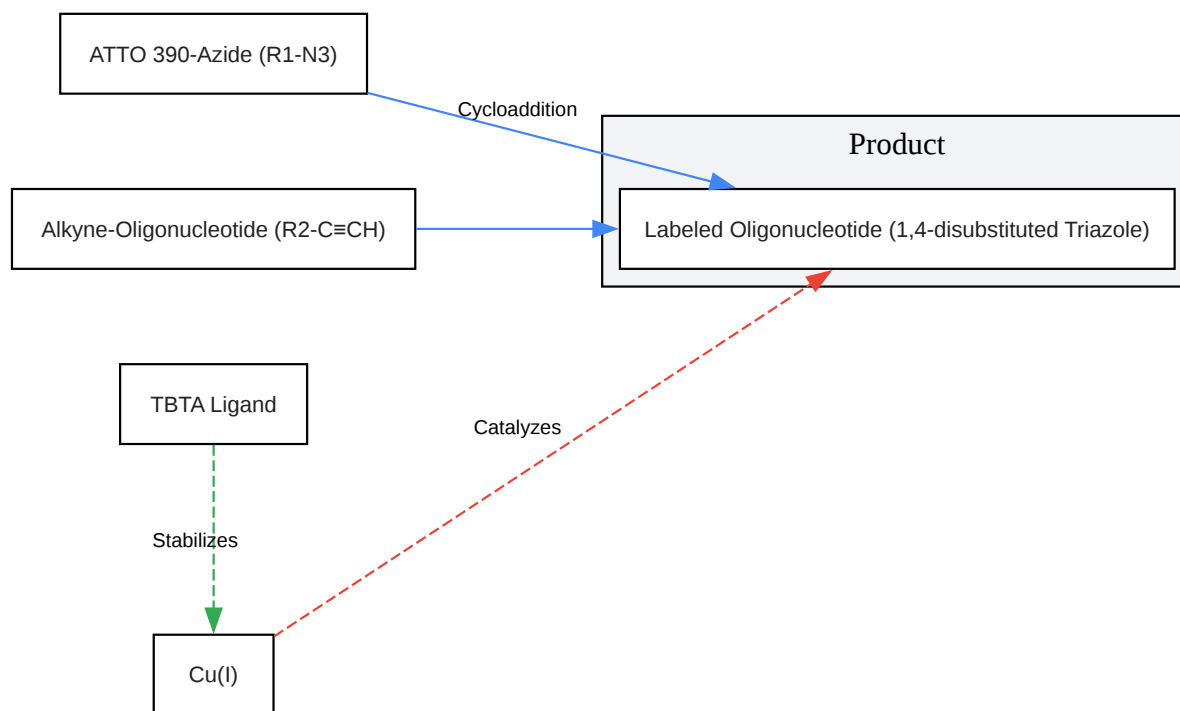 ATTO 390-Azide (R1-N3)
Cycloaddition
Product
Alkyne-Oligonucleotide (R2-C≡CH)
Labeled Oligonucleotide (1,4-disubstituted Triazole)
TBTA Ligand
Catalyzes
Stabilizes
Cu(I)